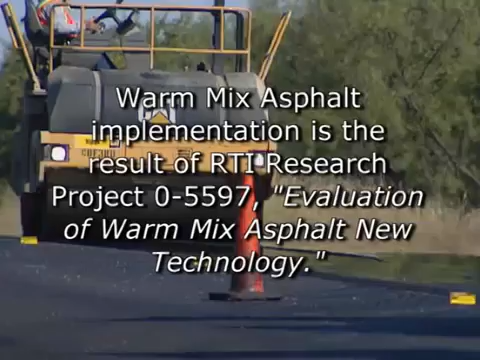 Warm Mix Asphalt
implementation is the
result of RTI Research
Project 0-5597, "Evaluation
of Warm Mix Asphalt New
Technology."